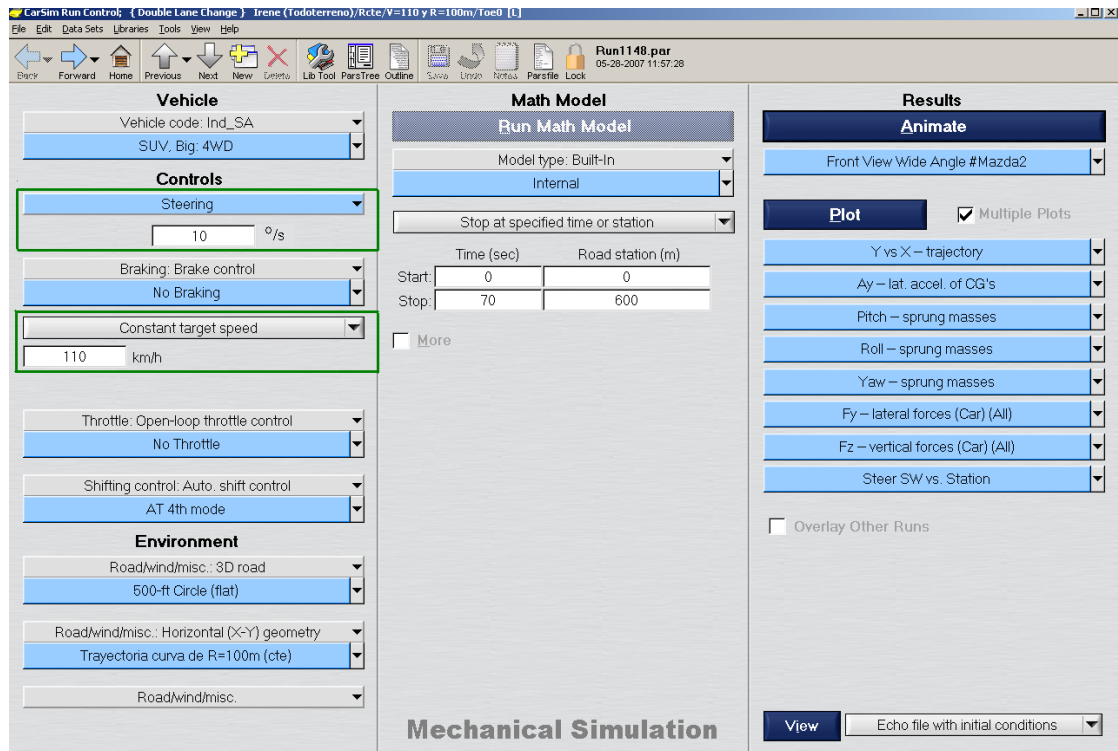 CarSim Run Control; { Double Lane Change } Irene (Todoterreno)/Rcte/V=110 y R=100m/Toe0 [L]
File Edit Data Sets Libraries Tools View Help
Back Forward Home Previous Next New Delete Lib Tool ParsTree Outline Save Undo Notes Parsfile Lock
Run1148.par
05-28-2007 11:57:28
Vehicle
Vehicle code: Ind_SA
SUV, Big: 4WD
Controls
Steering
10 º/s
Braking: Brake control
No Braking
Constant target speed
110 km/h
Throttle: Open-loop throttle control
No Throttle
Shifting control: Auto. shift control
AT 4th mode
Environment
Road/wind/misc.: 3D road
500-ft Circle (flat)
Road/wind/misc.: Horizontal (X-Y) geometry
Trayectoria curva de R=100m (cte)
Road/wind/misc.
Math Model
Run Math Model
Model type: Built-In
Internal
Stop at specified time or station
Time (sec) Road station (m)
Start: 0 0
Stop: 70 600
More
Mechanical Simulation
Results
Animate
Front View Wide Angle #Mazda2
Plot Multiple Plots
Y vs X – trajectory
Ay – lat. accel. of CG's
Pitch – sprung masses
Roll – sprung masses
Yaw – sprung masses
Fy – lateral forces (Car) (All)
Fz – vertical forces (Car) (All)
Steer SW vs. Station
Overlay Other Runs
View Echo file with initial conditions